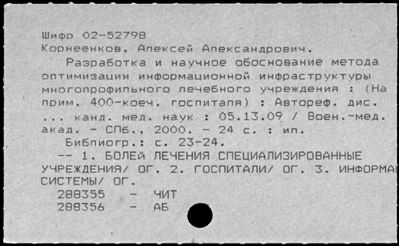 Шифр 02-52798
Корнеенков, Алексей Александрович.
Разработка и научное обоснование метода
оптимизации информационной инфраструктуры
многопрофильного лечебного учреждения : (На
прим. 400-коеч. госпиталя) : Автореф. дис.
... канд. мед. наук : 05.13.09 / Воен.-мед.
акад. - СПб., 2000. - 24 с. : ил.
Библиогр.: с. 23-24.
-- 1. БОЛЕЙ ЛЕЧЕНИЯ СПЕЦИАЛИЗИРОВАННЫЕ
УЧРЕЖДЕНИЯ/ ОГ. 2. ГОСПИТАЛИ/ ОГ. 3. ИНФОРМА
СИСТЕМЫ/ ОГ.
288355 - ЧИТ
288356 - АБ